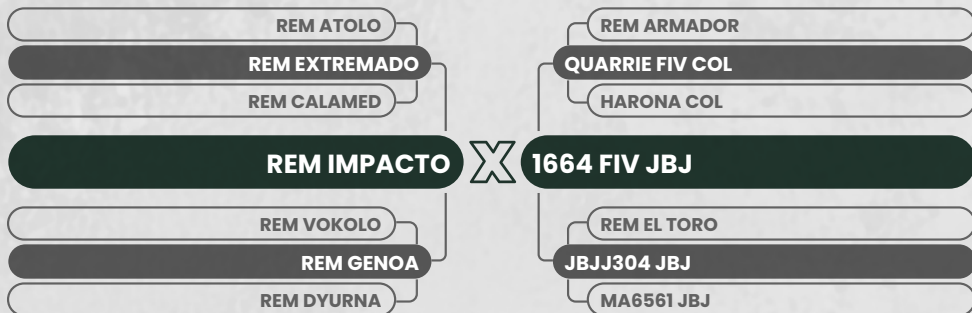 REM ATOLO
REM EXTREMADO
REM CALAMED
REM IMPACTO
REM VOKOLO
REM GENOA
REM DYURNA
X
REM ARMADOR
QUARRIE FIV COL
HARONA COL
1664 FIV JBJ
REM EL TORO
JBJJ304 JBJ
MA6561 JBJ